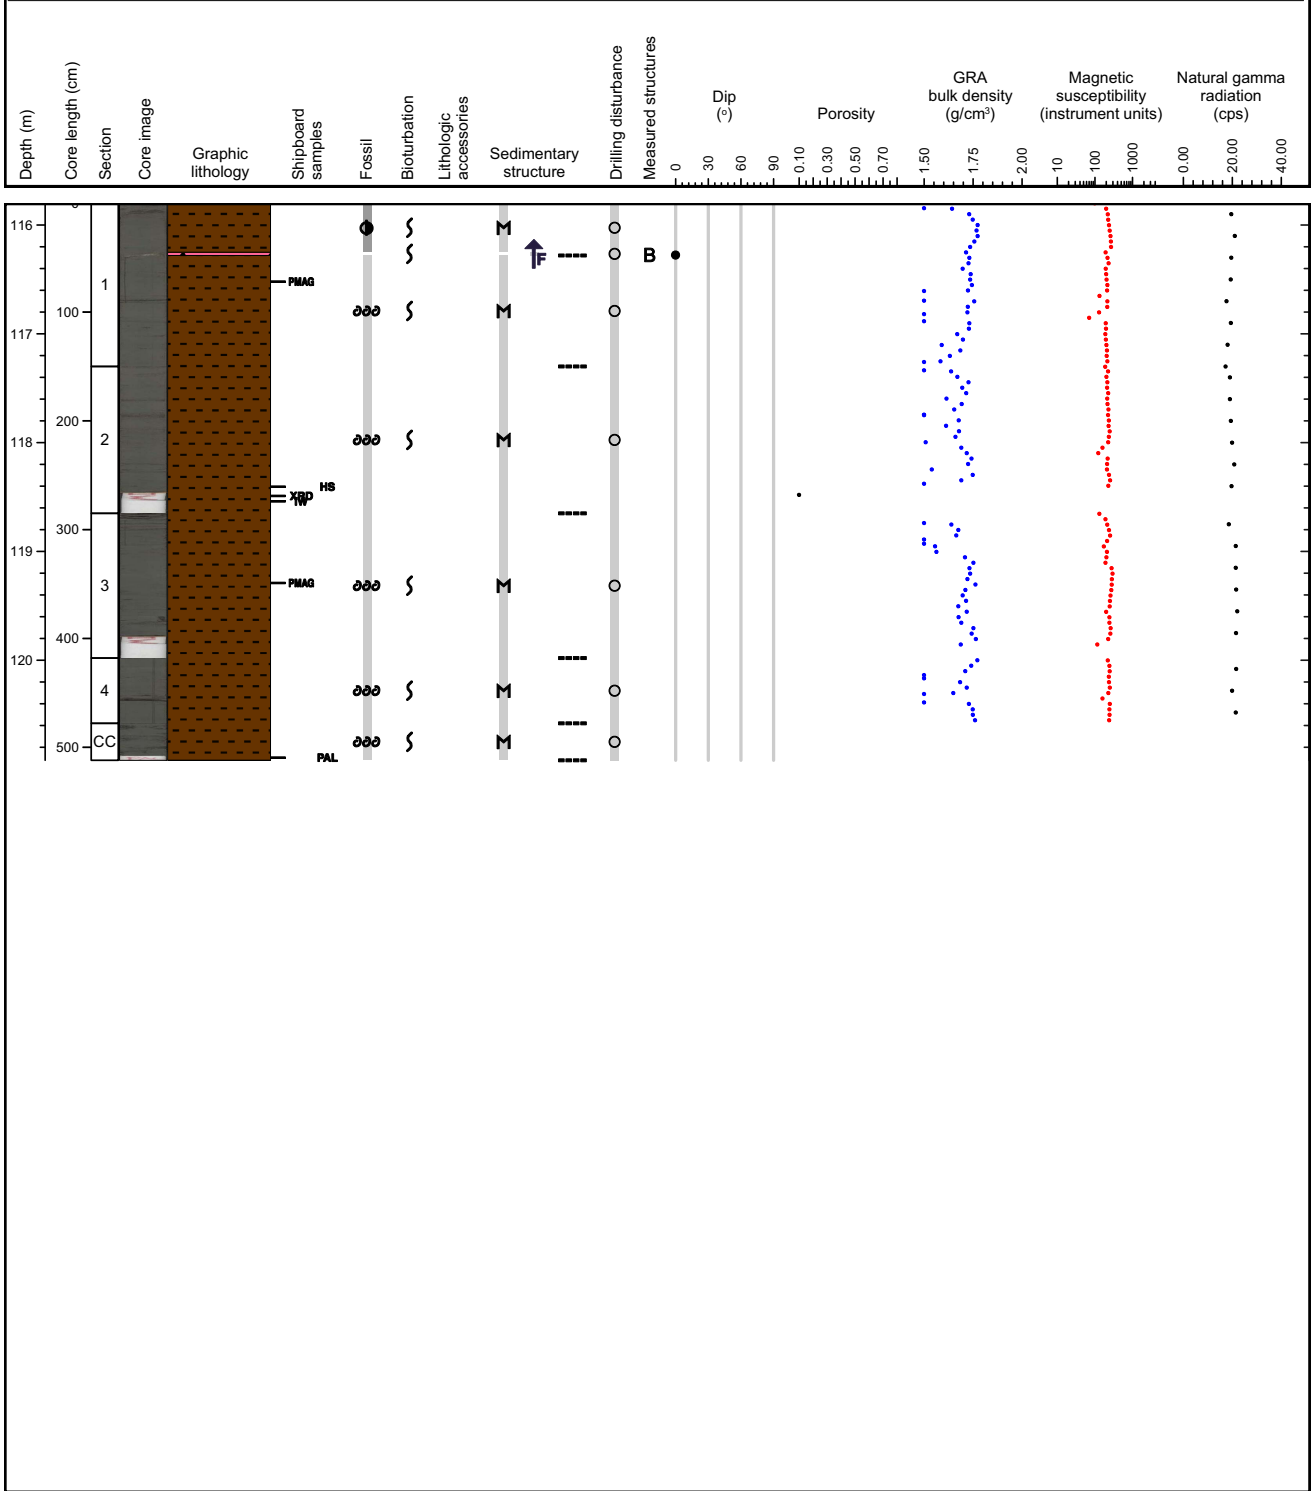 Depth (m)
Core length (cm)
Section
Core image
Graphic
lithology
Shipboard
samples
Fossil
Bioturbation
Lithologic
accessories
Sedimentary
structure
Drilling disturbance
Measured structures
Dip
(o)
0 30 60 90
Porosity
0.10 0.30 0.50 0.70
GRA
bulk density
(g/cm3)
1.50 1.75 2.00
Magnetic
susceptibility
(instrument units)
10 100 1000
Natural gamma
radiation
(cps)
0.00 20.00 40.00
116
M
F
B
1
PMAG
100
M
117
200
2
M
118
HS
XRD
IW
300
119
3
PMAG
M
400
120
4
M
CC
M
500
PAL